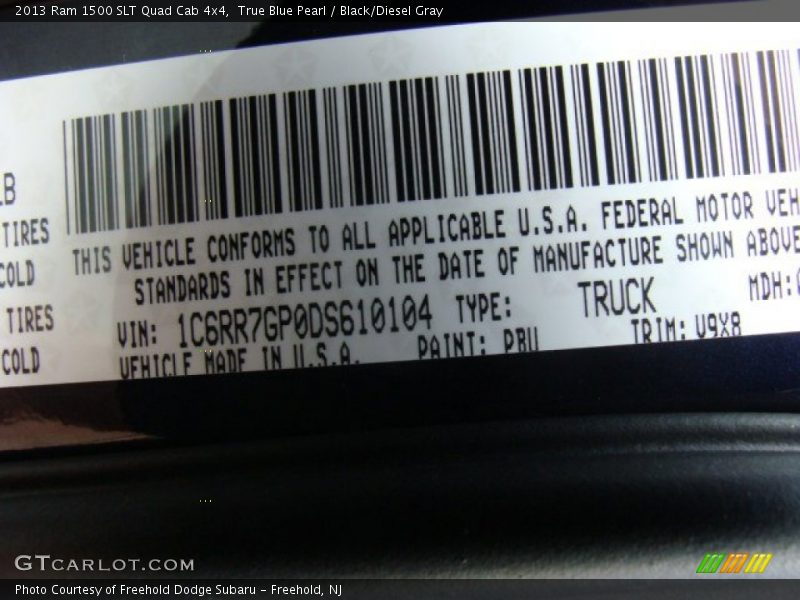 2013 Ram 1500 SLT Quad Cab 4x4, True Blue Pearl / Black/Diesel Gray
LB
TIRES
COLD
TIRES
COLD
THIS VEHICLE CONFORMS TO ALL APPLICABLE U.S.A. FEDERAL MOTOR VEH
STANDARDS IN EFFECT ON THE DATE OF MANUFACTURE SHOWN ABOVE
VIN: 1C6RR7GP0DS610104 TYPE: TRUCK MDH:
VEHICLE MADE IN U.S.A. PAINT: PBU TRIM: V9X8
GTCARLOT.COM
Photo Courtesy of Freehold Dodge Subaru - Freehold, NJ